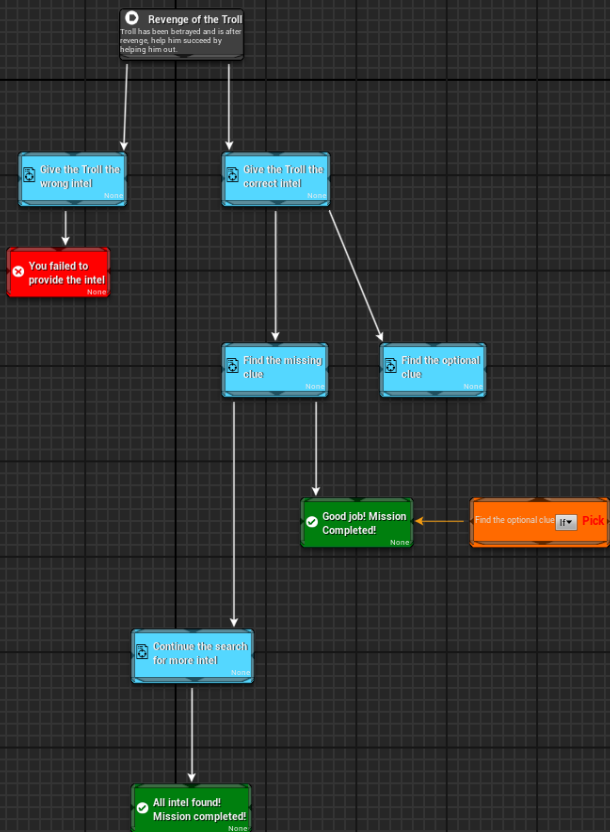 Revenge of the Troll
Troll has been betrayed and is after
revenge, help him succeed by
helping him out.
Give the Troll the
wrong intel
None
Give the Troll the
correct intel
None
You failed to
provide the intel
None
Find the missing
clue
None
Find the optional
clue
None
Good job! Mission
Completed!
None
Find the optional clue If Pick
Continue the search
for more intel
None
All intel found!
Mission completed!
None